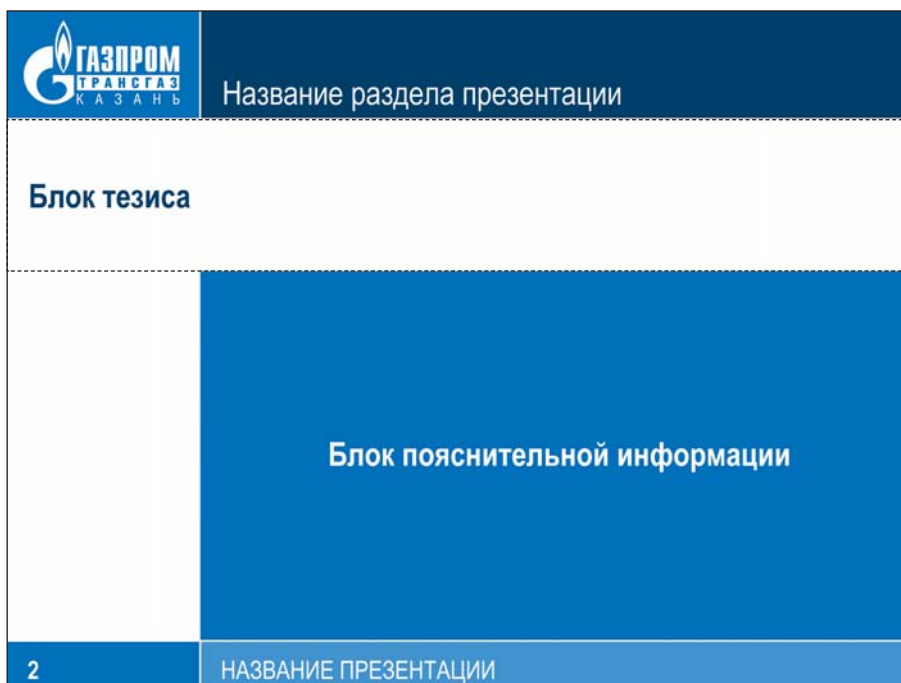 ГАЗПРОМ
ТРАНСГАЗ
КАЗАНЬ
Название раздела презентации
Блок тезиса
Блок пояснительной информации
2
НАЗВАНИЕ ПРЕЗЕНТАЦИИ